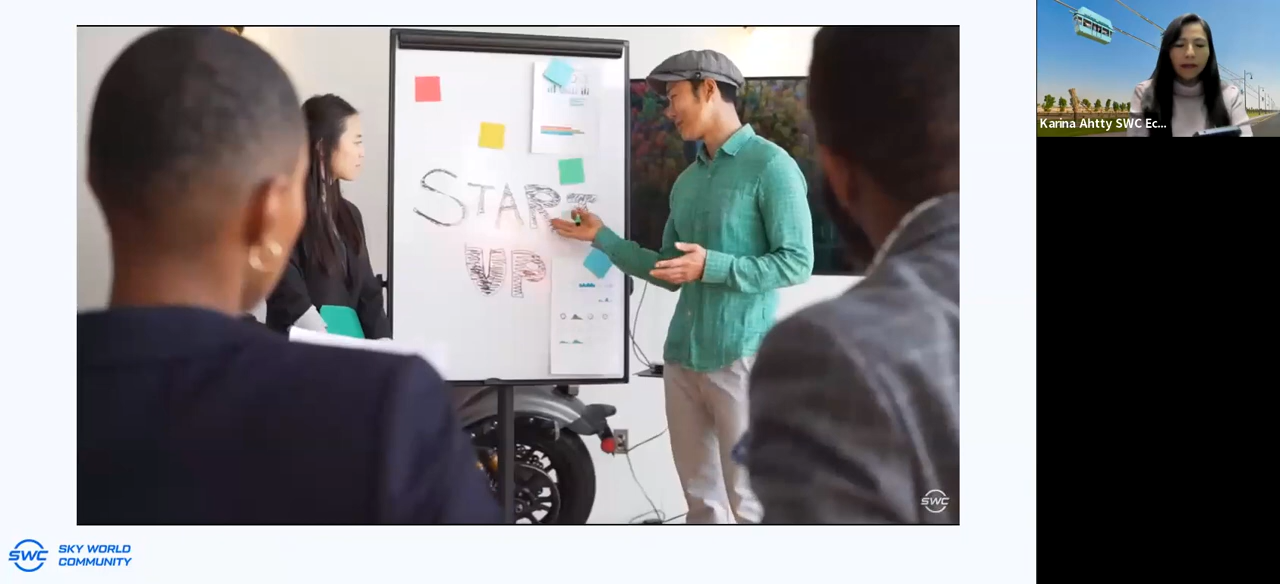 START
UP
SWC
SWC
SKY WORLD
COMMUNITY
Karina Ahtty SWC Ec...